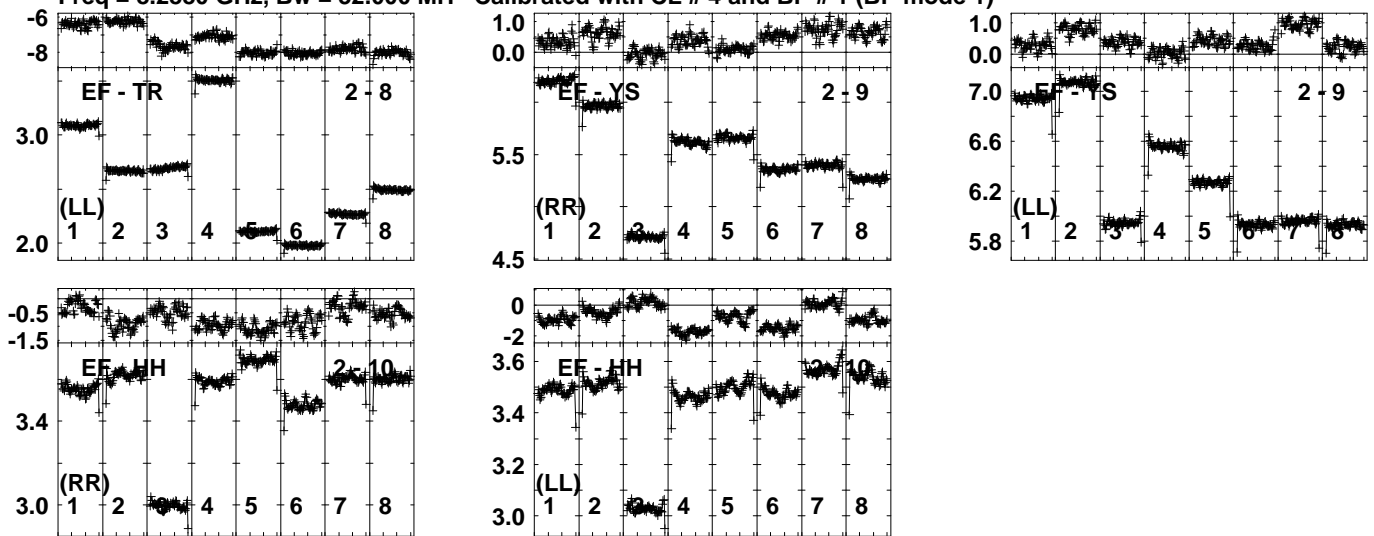 Freq = GHz, Bw = 32.000 MH Calibrated with CL # 4 and BP # 1 (BP mode 1)
-6
-8
EF - TR 2 - 8
3.0
2.0
(LL)
1 2 3 4 5 6 7 8
1.0
0.0
EF - YS 2 - 9
5.5
4.5
(RR)
1 2 3 4 5 6 7 8
1.0
0.0
7.0
EF - YS 2 - 9
6.6
6.2
5.8
(LL)
1 2 3 4 5 6 7 8
-0.5
-1.5
EF - HH 2 - 10
3.4
3.0
(RR)
1 2 3 4 5 6 7 8
0
-2
3.6
EF - HH 2 - 10
3.4
3.2
3.0
(LL)
1 2 3 4 5 6 7 8